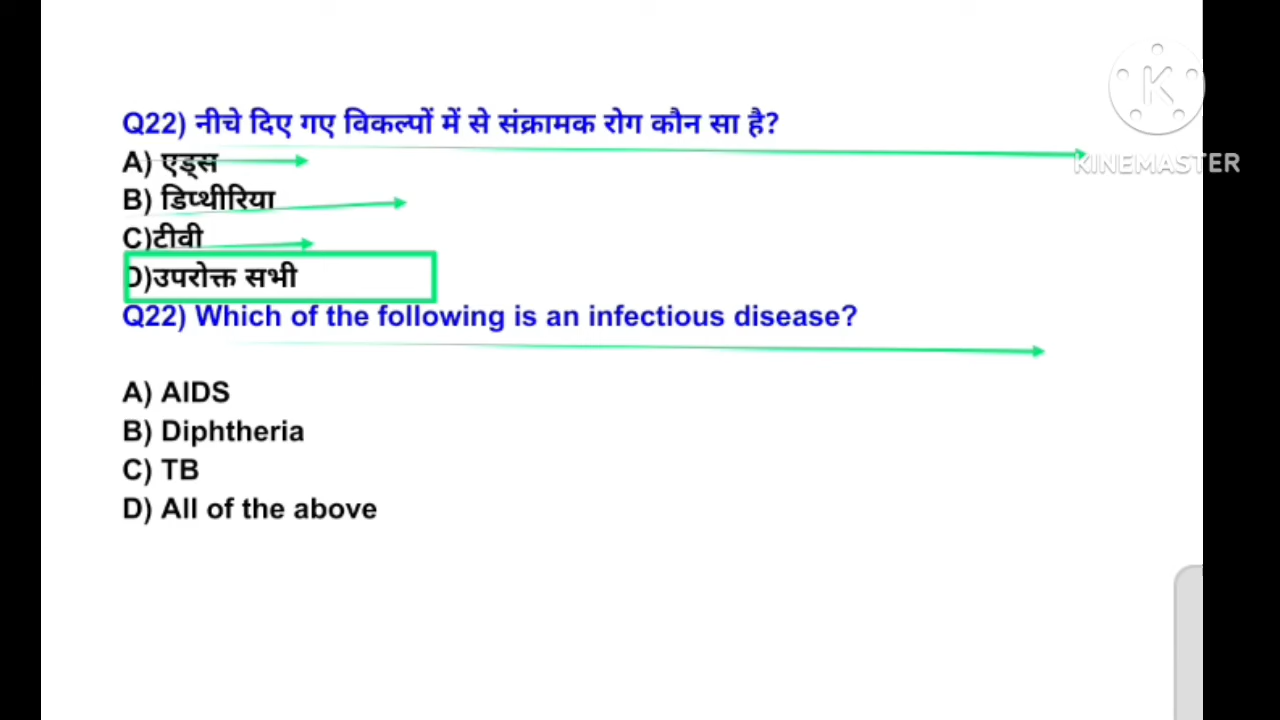 Q22) नीचे दिए गए विकल्पों में से संक्रामक रोग कौन सा है?
A) एड्स
B) डिप्थीरिया
C)टीवी
D)उपरोक्त सभी
Q22) Which of the following is an infectious disease?
A) AIDS
B) Diphtheria
C) TB
D) All of the above
K
KINEMASTER